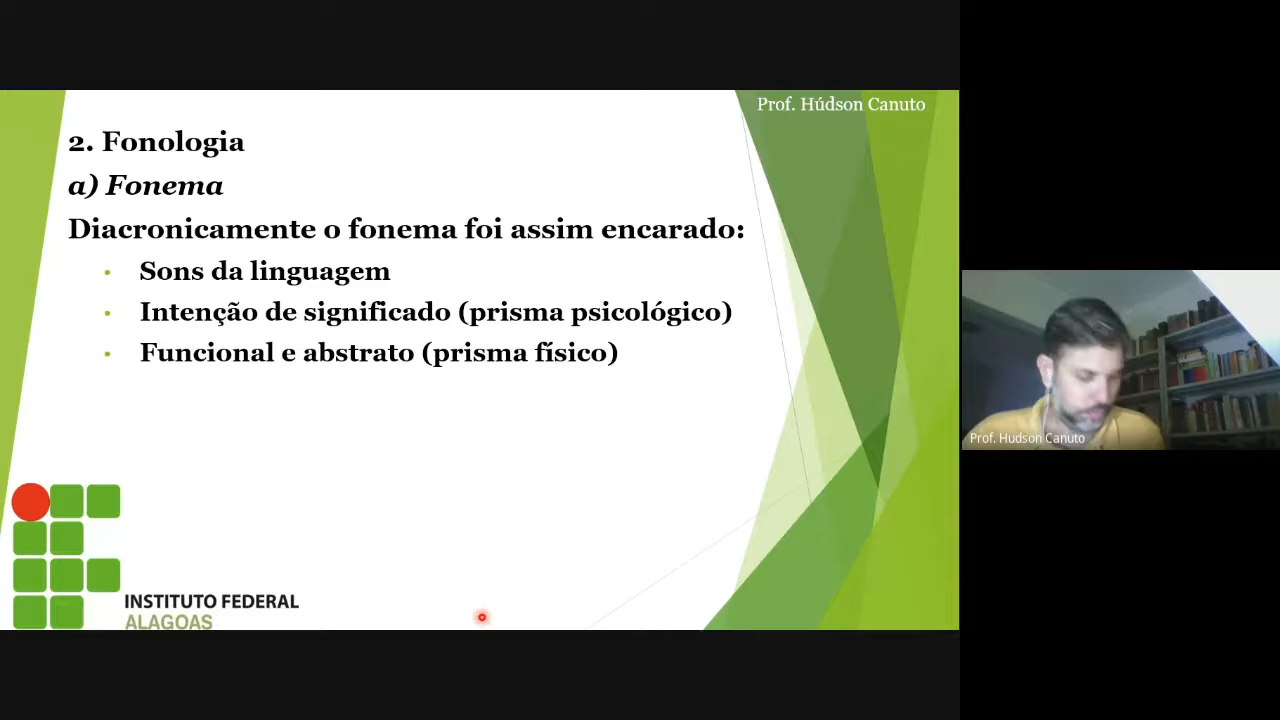 Prof. Húdson Canuto
2. Fonologia
a) Fonema
Diacronicamente o fonema foi assim encarado:
• Sons da linguagem
• Intenção de significado (prisma psicológico)
• Funcional e abstrato (prisma físico)
INSTITUTO FEDERAL
ALAGOAS
Prof. Hudson Canuto